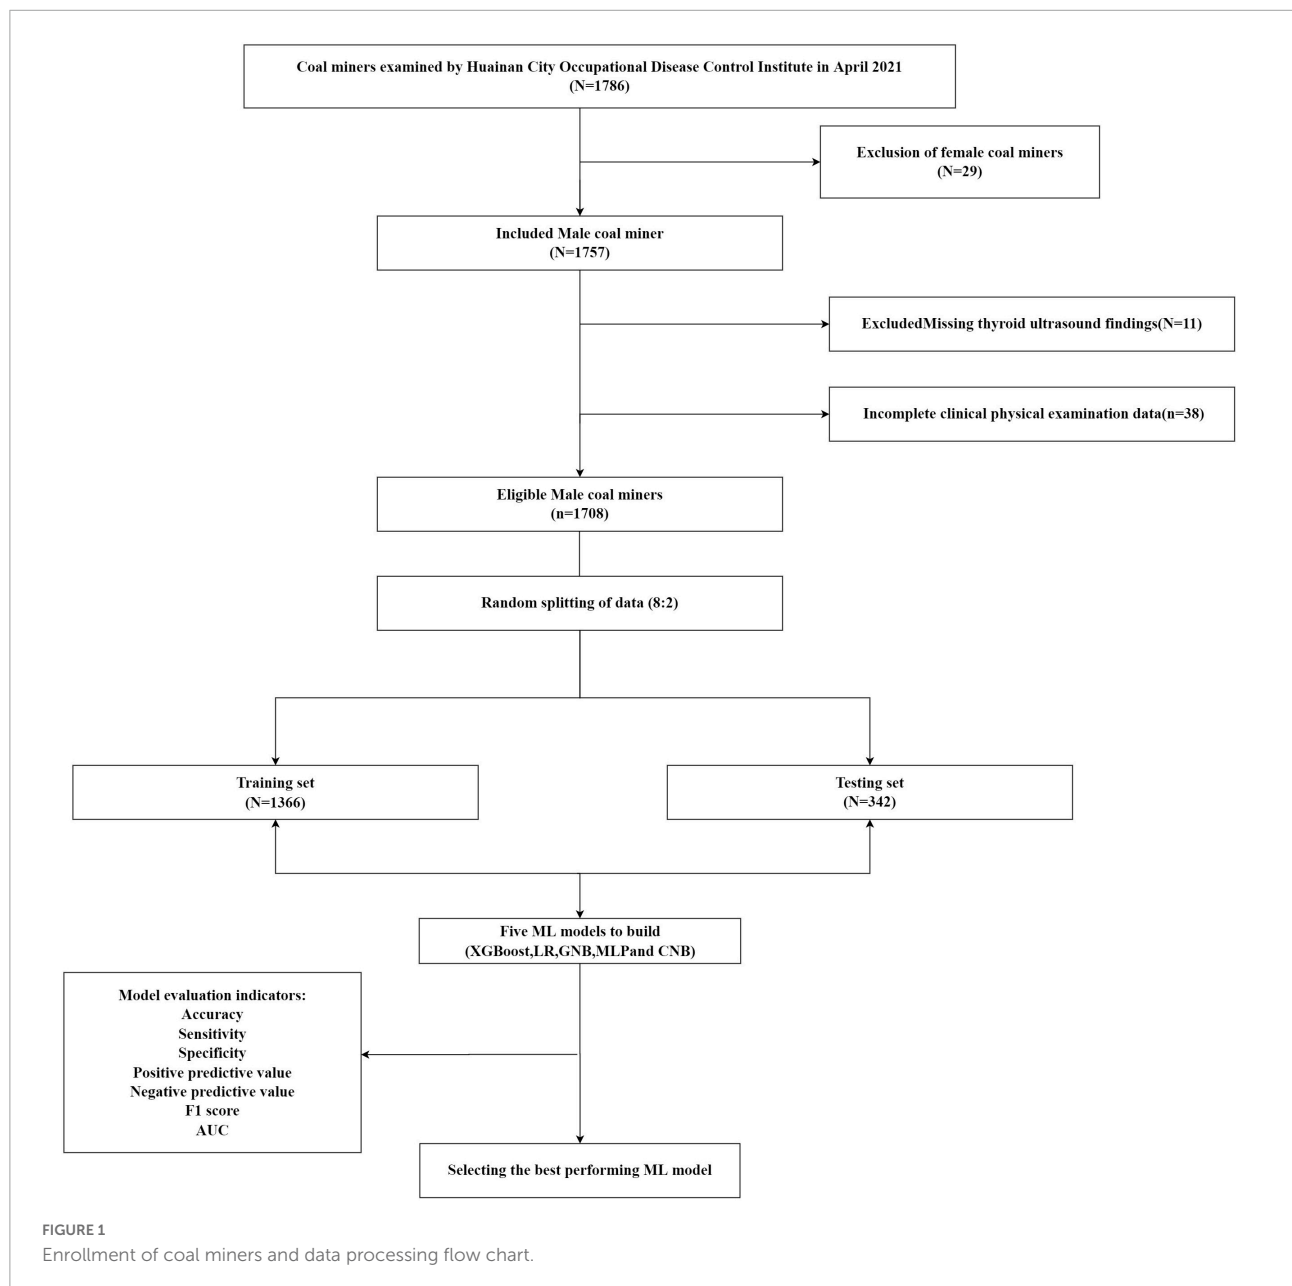 Coal miners examined by Huainan City Occupational Disease Control Institute in April 2021
(N=1786)
Exclusion of female coal miners
(N=29)
Included Male coal miner
(N=1757)
ExcludedMissing thyroid ultrasound findings(N=11)
Incomplete clinical physical examination data(n=38)
Eligible Male coal miners
(n=1708)
Random splitting of data (8:2)
Training set
(N=1366)
Testing set
(N=342)
Five ML models to build
(XGBoost,LR,GNB,MLPand CNB)
Model evaluation indicators:
Accuracy
Sensitivity
Specificity
Positive predictive value
Negative predictive value
F1 score
AUC
Selecting the best performing ML model
FIGURE 1
Enrollment of coal miners and data processing flow chart.